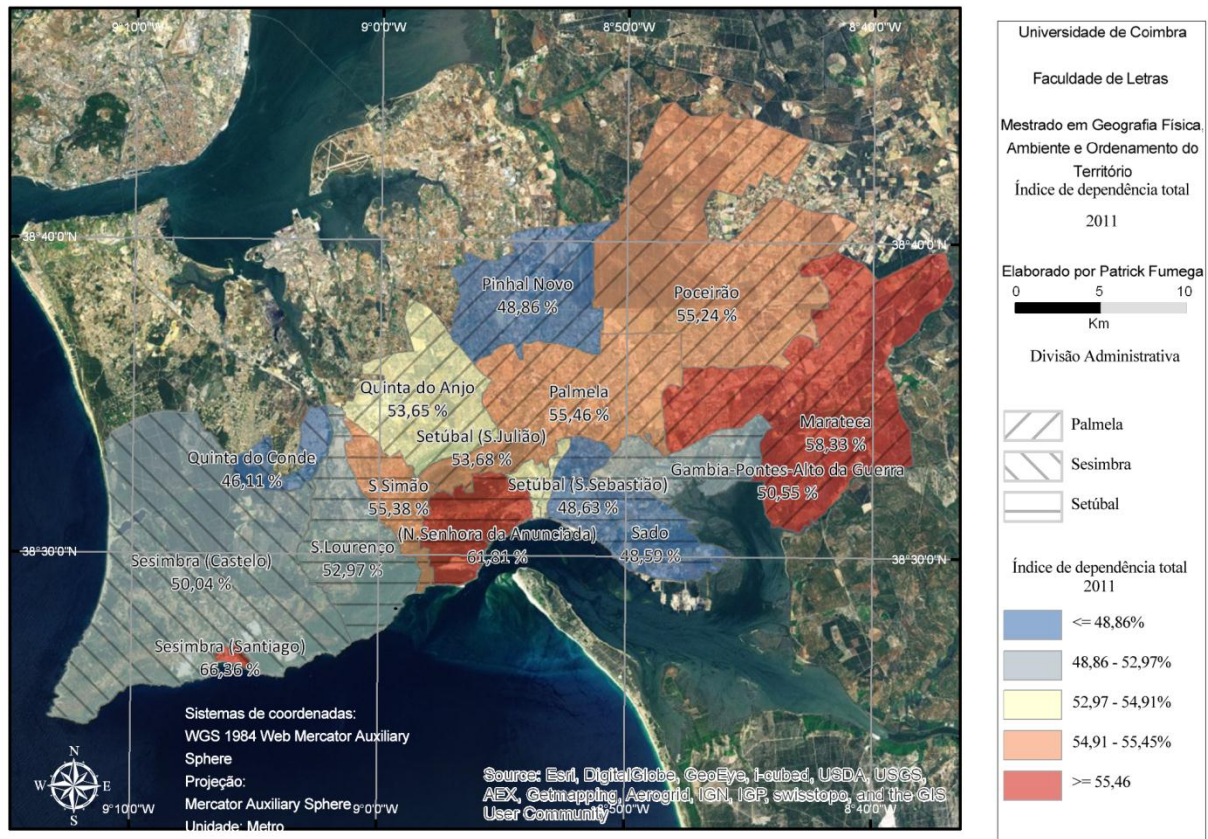 9°10'0"W
9°0'0"W
8°50'0"W
8°40'0"W
38°40'0"N
38°40'0"N
Pinhal Novo
48,86 %
Poceirão
55,24 %
Quinta do Anjo
53,65 %
Palmela
55,46 %
Marateca
58,33 %
Setúbal (S.Julião)
53,68 %
Quinta do Conde
46,11 %
S.Simão
55,38 %
Setúbal (S.Sebastião)
48,63 %
Gambia-Pontes-Alto da Guerra
50,55 %
38°30'0"N
38°30'0"N
Sesimbra (Castelo)
50,04 %
S.Lourenço
52,97 %
(N.Senhora da Anunciada)
61,81 %
Sado
48,59 %
Sesimbra (Santiago)
66,36 %
Sistemas de coordenadas:
WGS 1984 Web Mercator Auxiliary
Sphere
Projeção:
Mercator Auxiliary Sphere
Unidade: Metro
N
W
E
S
Source: Esri, DigitalGlobe, GeoEye, i-cubed, USDA, USGS,
AEX, Getmapping, Aerogrid, IGN, IGP, swisstopo, and the GIS
User Community
9°10'0"W
9°0'0"W
8°50'0"W
8°40'0"W
Universidade de Coimbra
Faculdade de Letras
Mestrado em Geografia Física,
Ambiente e Ordenamento do
Território
Índice de dependência total
2011
Elaborado por Patrick Fumega
0 5 10
Km
Divisão Administrativa
Palmela
Sesimbra
Setúbal
Índice de dependência total
2011
<= 48,86%
48,86 - 52,97%
52,97 - 54,91%
54,91 - 55,45%
>= 55,46